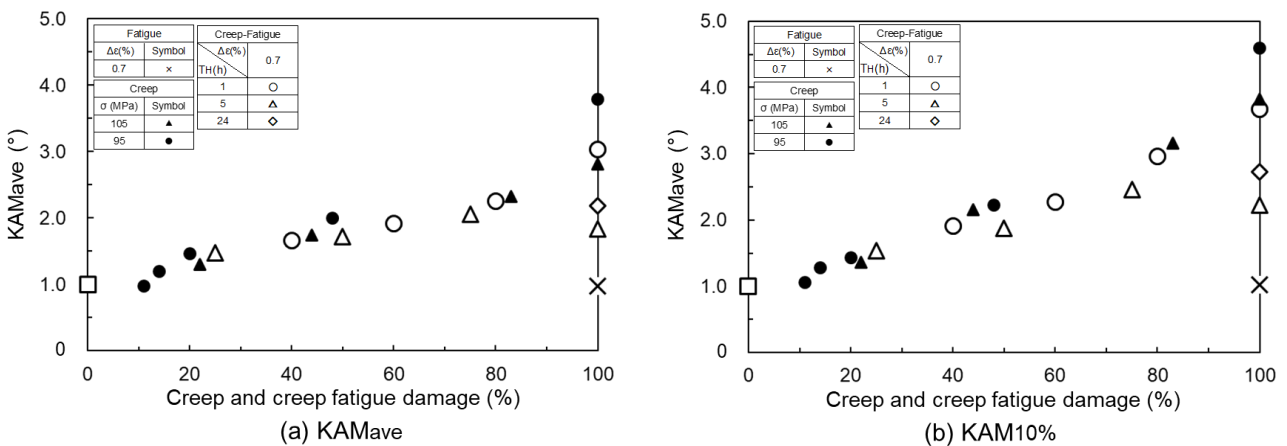 5.0
4.0
3.0
2.0
1.0
0
KAMave (°)
Fatigue
Δε(%) Symbol
0.7 ×
Creep
σ (MPa) Symbol
105 ▲
95 ●
Creep-Fatigue
Δε(%) 0.7
TH(h)
1 ○
5 △
24 ◇
0 20 40 60 80 100
Creep and creep fatigue damage (%)
(a) KAMave
5.0
4.0
3.0
2.0
1.0
0
KAMave (°)
Fatigue
Δε(%) Symbol
0.7 ×
Creep
σ (MPa) Symbol
105 ▲
95 ●
Creep-Fatigue
Δε(%) 0.7
TH(h)
1 ○
5 △
24 ◇
0 20 40 60 80 100
Creep and creep fatigue damage (%)
(b) KAM10%